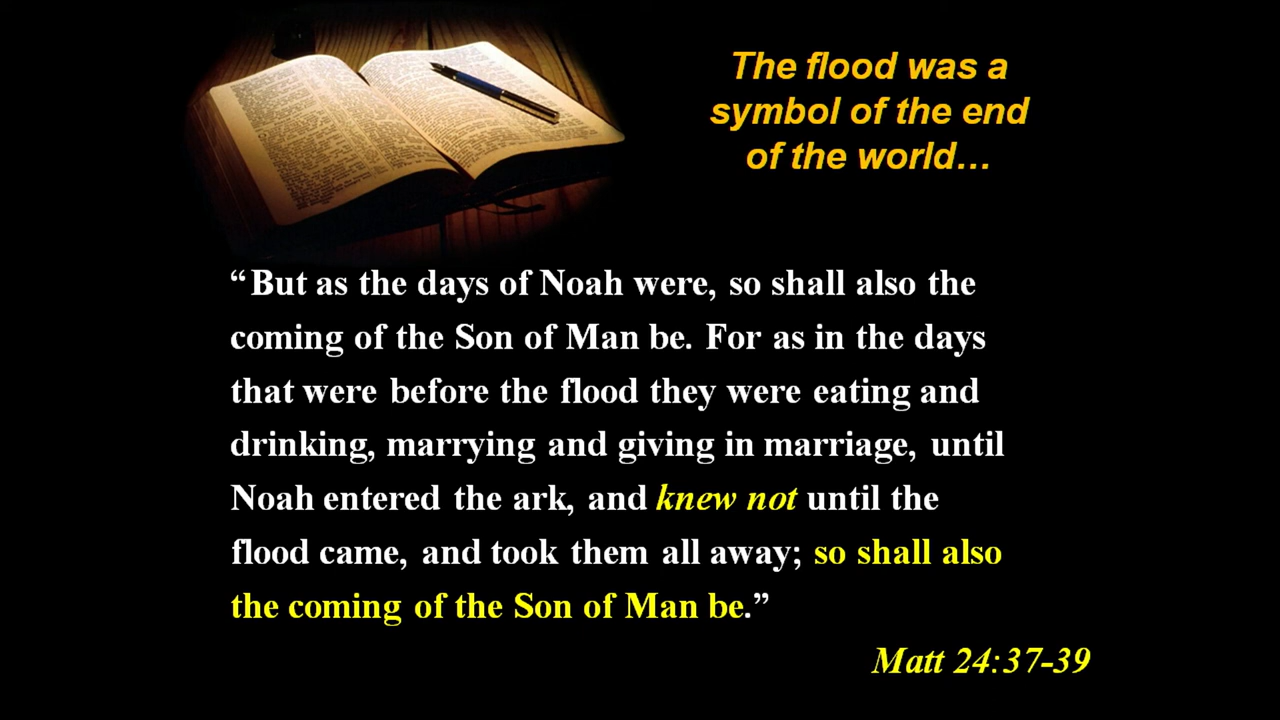 The flood was a
symbol of the end
of the world…
“But as the days of Noah were, so shall also the
coming of the Son of Man be. For as in the days
that were before the flood they were eating and
drinking, marrying and giving in marriage, until
Noah entered the ark, and knew not until the
flood came, and took them all away; so shall also
the coming of the Son of Man be.”
Matt 24:37-39